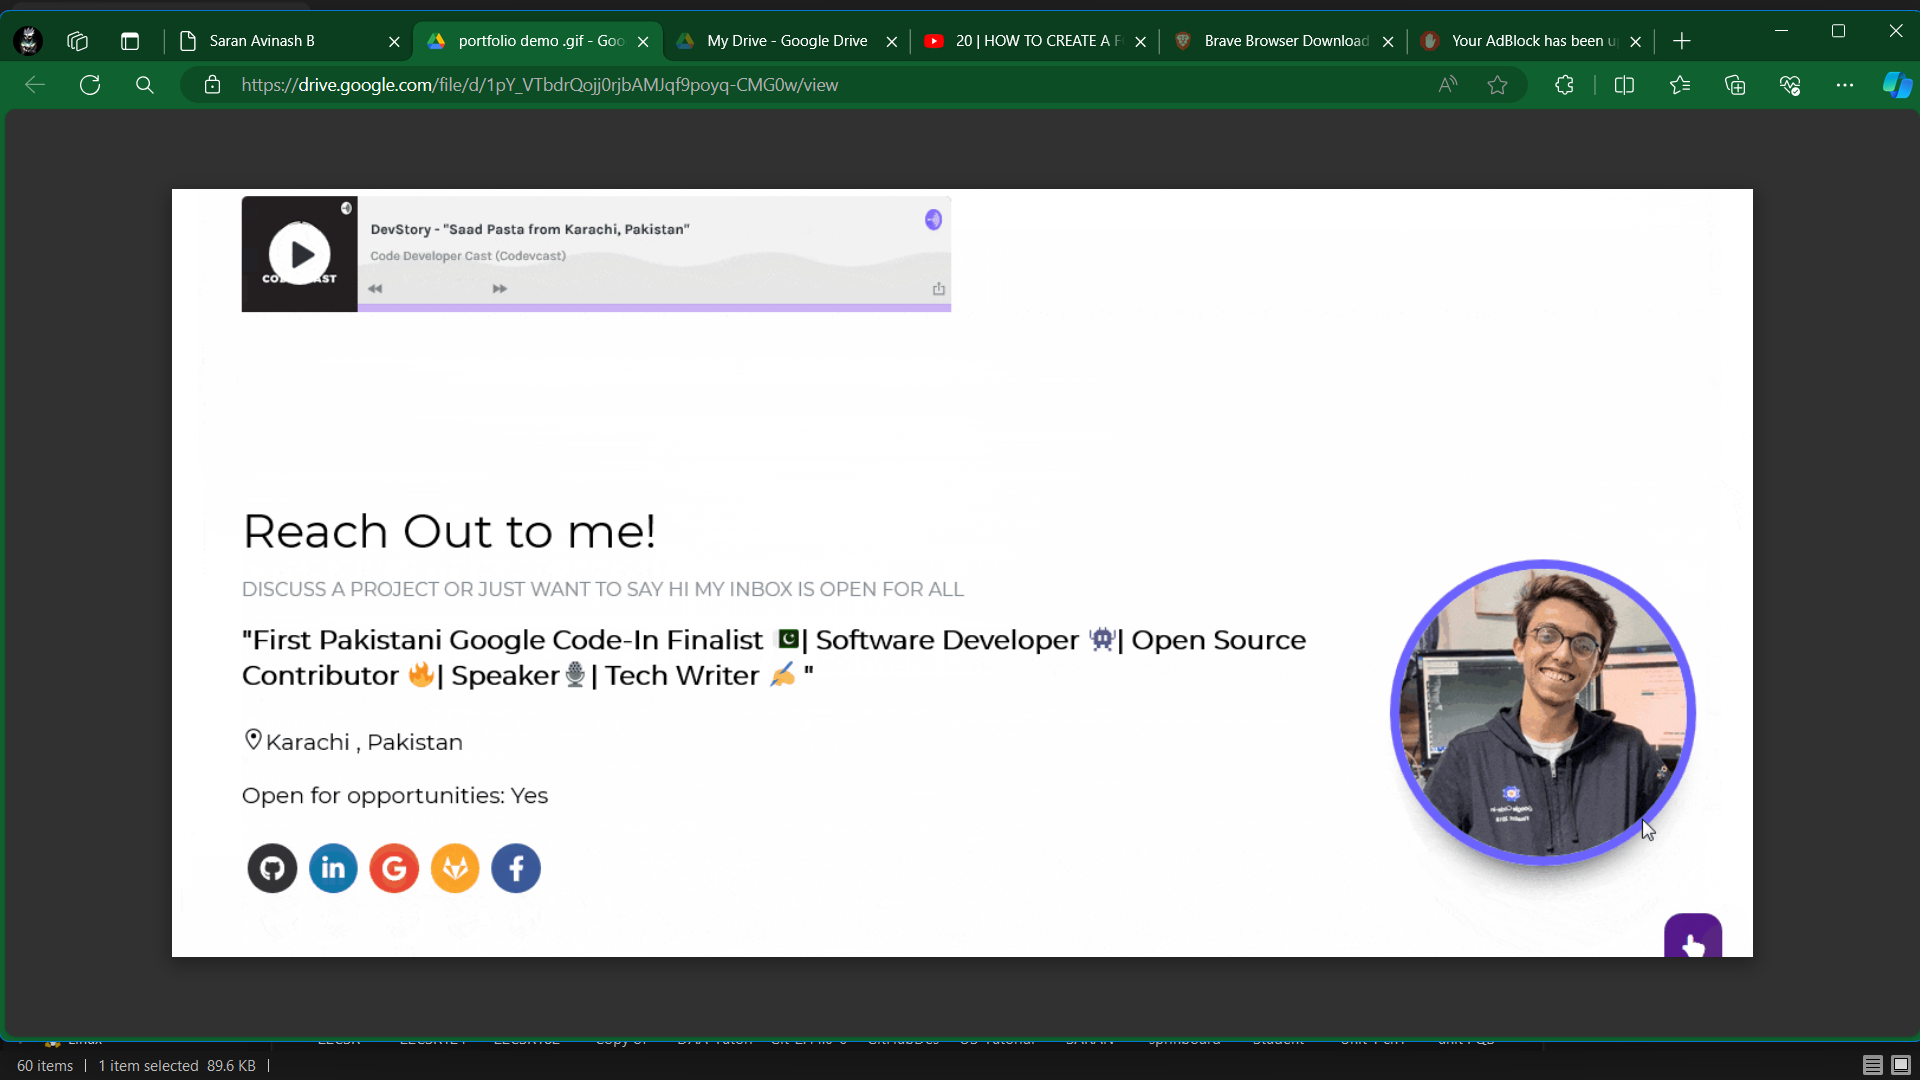 Saran Avinash B
portfolio demo .gif - Goo
My Drive - Google Drive
20 | HOW TO CREATE A F
Brave Browser Download
Your AdBlock has been u
https://drive.google.com/file/d/1pY_VTbdrQojj0rjbAMJqf9poyq-CMG0w/view
DevStory - "Saad Pasta from Karachi, Pakistan"
Code Developer Cast (Codevcast)
Reach Out to me!
DISCUSS A PROJECT OR JUST WANT TO SAY HI MY INBOX IS OPEN FOR ALL
"First Pakistani Google Code-In Finalist 🇵🇰| Software Developer 👾| Open Source
Contributor 🔥| Speaker🎙| Tech Writer ✍ "
Karachi , Pakistan
Open for opportunities: Yes
60 items | 1 item selected 89.6 KB |